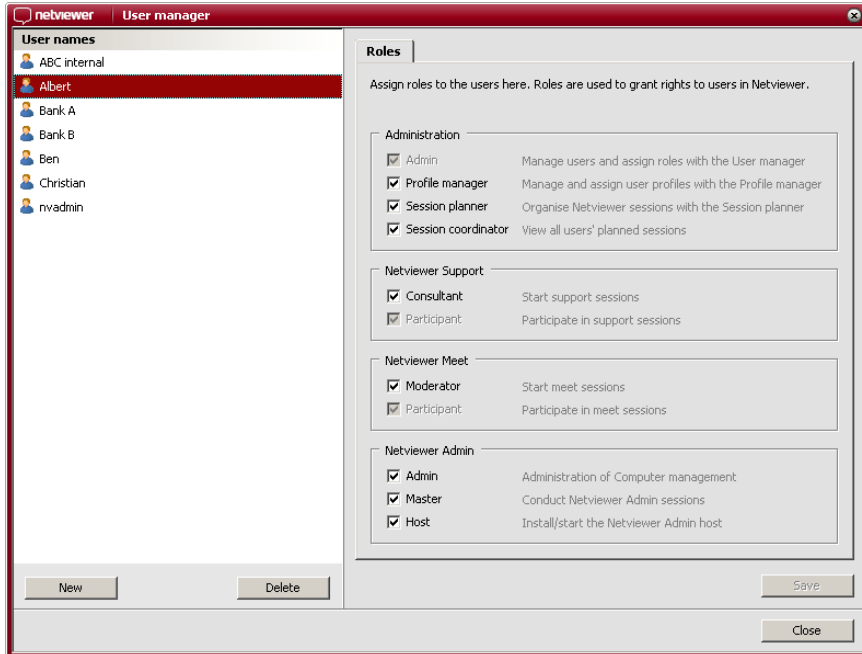 netviewer User manager
User names
ABC internal
Albert
Bank A
Bank B
Ben
Christian
nvadmin
New Delete
Roles
Assign roles to the users here. Roles are used to grant rights to users in Netviewer.
Administration
Admin Manage users and assign roles with the User manager
Profile manager Manage and assign user profiles with the Profile manager
Session planner Organise Netviewer sessions with the Session planner
Session coordinator View all users' planned sessions
Netviewer Support
Consultant Start support sessions
Participant Participate in support sessions
Netviewer Meet
Moderator Start meet sessions
Participant Participate in meet sessions
Netviewer Admin
Admin Administration of Computer management
Master Conduct Netviewer Admin sessions
Host Install/start the Netviewer Admin host
Save
Close